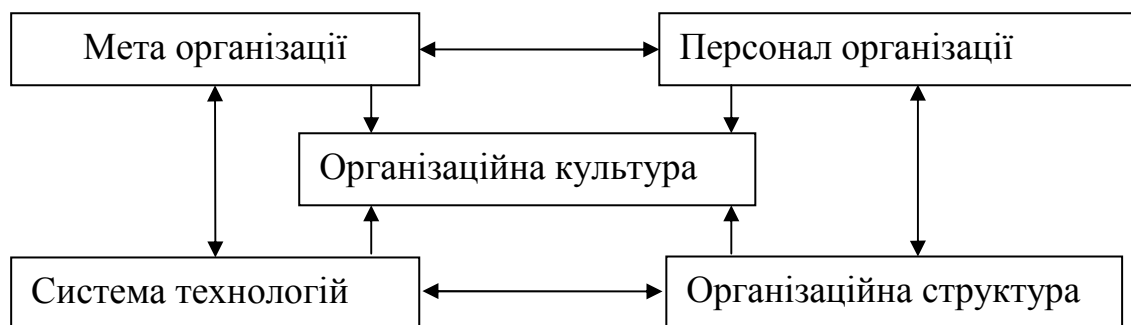 Мета організації
Персонал організації
Організаційна культура
Система технологій
Організаційна структура